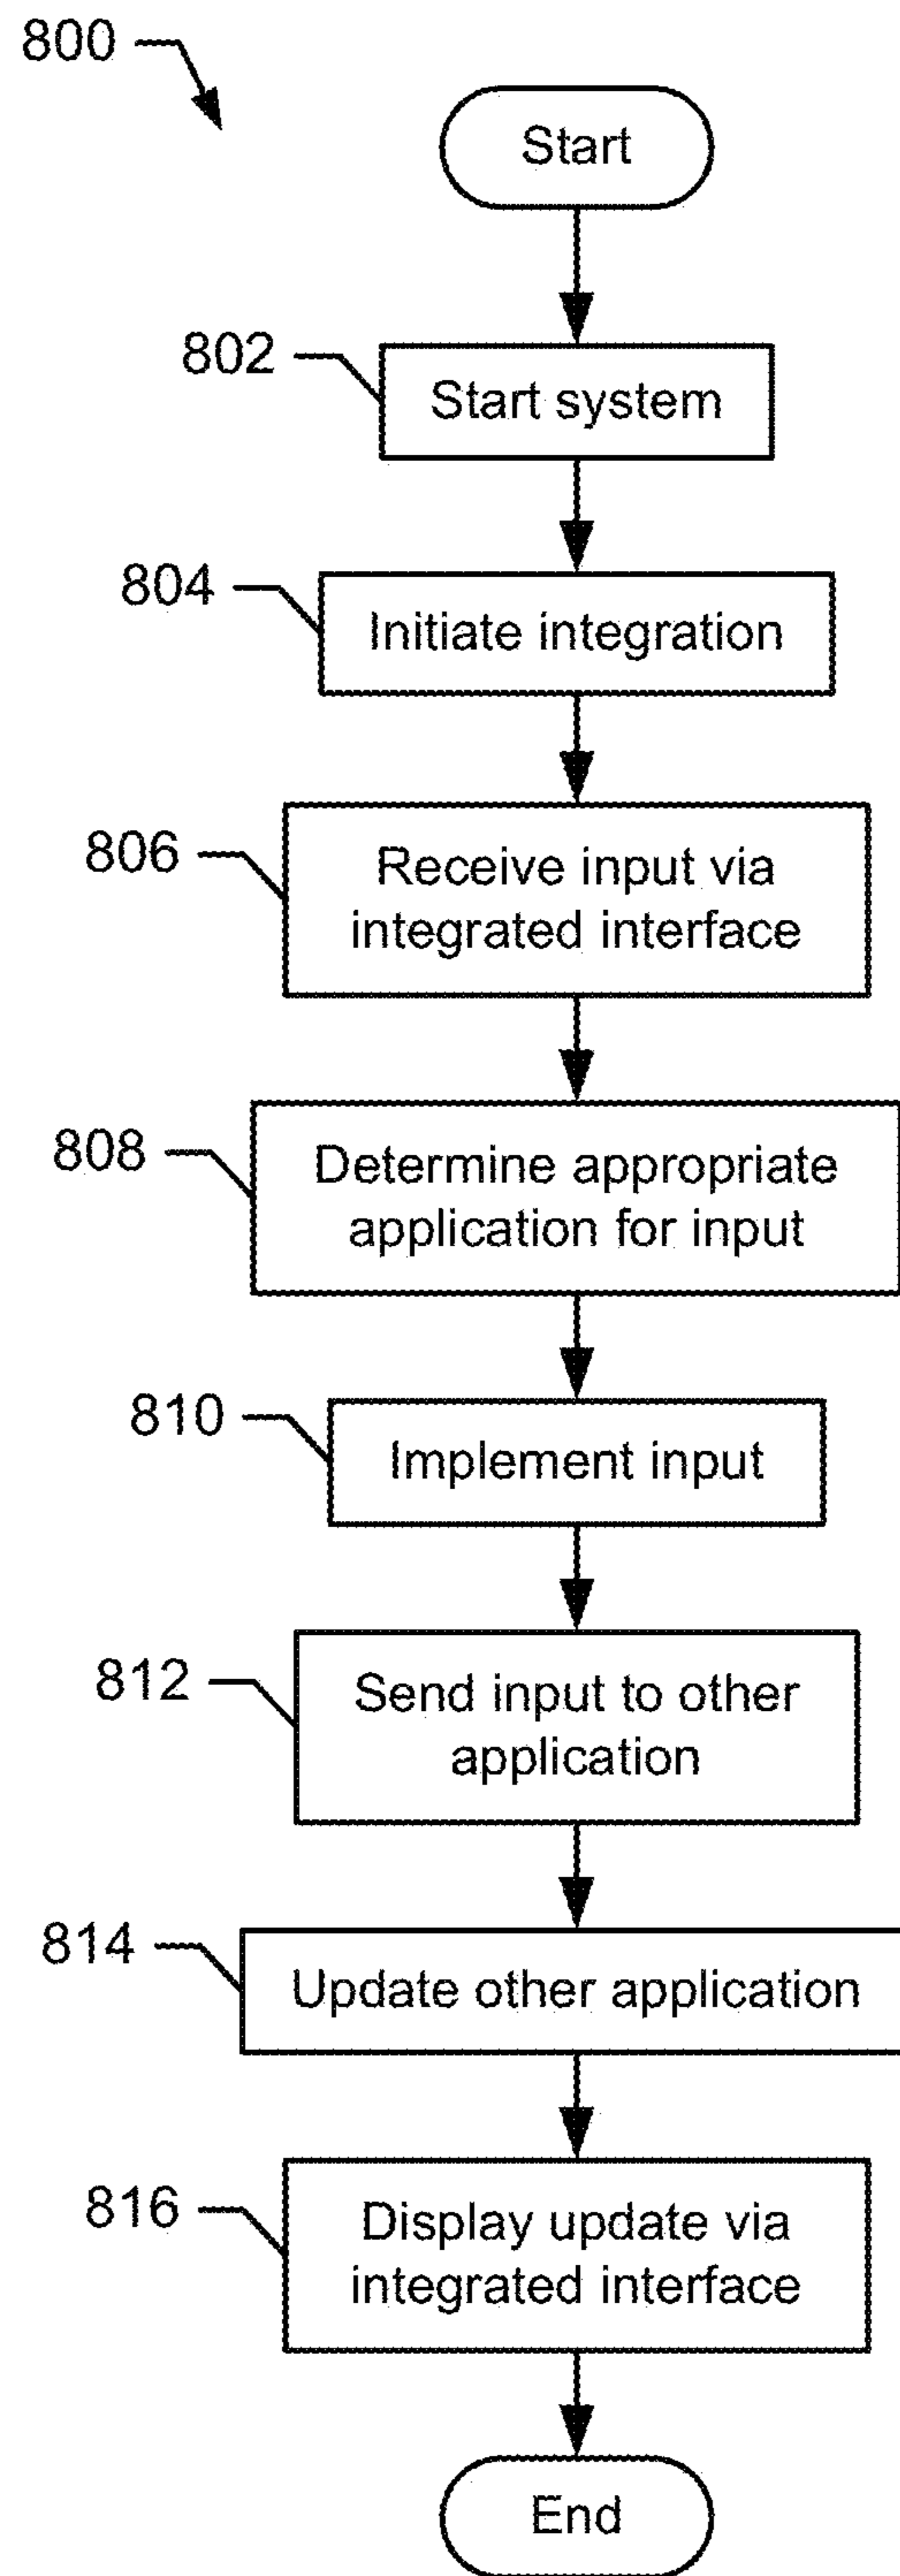 800
Start
802
Start system
804
Initiate integration
806
Receive input via
integrated interface
808
Determine appropriate
application for input
810
Implement input
812
Send input to other
application
814
Update other application
816
Display update via
integrated interface
End